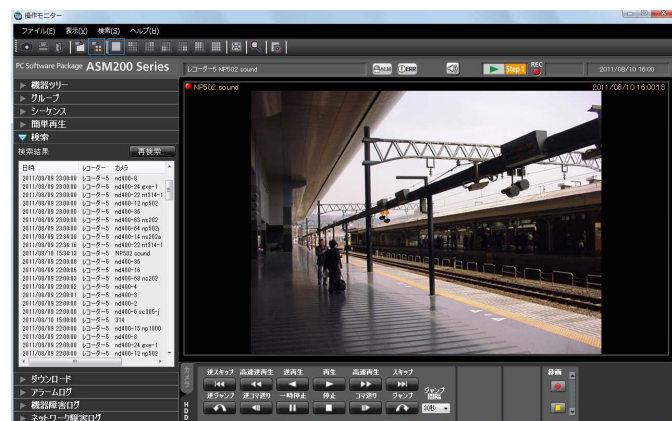 操作モニター
ファイル(F) 表示(V) 検索(S) ヘルプ(H)
PC Software Package ASM200 Series
レコーダー5 NP502 sound
ALM
ERR
Step1
REC
2011/08/10 16:00
機器ツリー
グループ
シーケンス
簡単再生
検索
検索結果
再検索...
日時 レコーダー カメラ
2011/08/09 23:00:00 レコーダー5 nd400-8
2011/08/09 23:00:00 レコーダー5 nd400-24 gxe-1
2011/08/09 23:00:00 レコーダー5 nd400-22 nt314-1
2011/08/09 23:00:00 レコーダー5 nd400-12 np502
2011/08/09 23:00:00 レコーダー5 nd400-35
2011/08/09 23:00:00 レコーダー5 nd400-63 ns202
2011/08/09 23:00:00 レコーダー5 nd400-64 np502j
2011/08/09 22:34:36 レコーダー5 nd400-14 ns202a
2011/08/09 22:34:16 レコーダー5 nd400-22 nt314-1
2011/08/10 15:34:13 レコーダー5 NP502 sound
2011/08/09 22:00:00 レコーダー5 nd400-35
2011/08/09 22:00:06 レコーダー5 nd400-16
2011/08/09 22:00:03 レコーダー5 nd400-63 ns202
2011/08/09 22:00:02 レコーダー5 nd400-4
2011/08/09 22:00:01 レコーダー5 nd400-3
2011/08/09 22:00:00 レコーダー5 nd400-2
2011/08/09 22:00:00 レコーダー5 nd400-6 sc385-j
2011/08/10 15:00:00 レコーダー5 314
2011/08/09 22:00:00 レコーダー5 nd400-15 np1000
2011/08/09 22:00:00 レコーダー5 nd400-8
2011/08/09 22:00:00 レコーダー5 nd400-24 gxe-1
2011/08/09 22:00:00 レコーダー5 nd400-12 np502
NP502 sound
2011/08/10 16:00:18
ダウンロード
アラームログ
機器障害ログ
ネットワーク障害ログ
カメラ
HDD
逆スキップ 高速逆再生 逆再生 再生 高速再生 スキップ
逆ジャンプ 逆コマ送り 一時停止 停止 コマ送り ジャンプ
ジャンプ間隔
30秒
録画